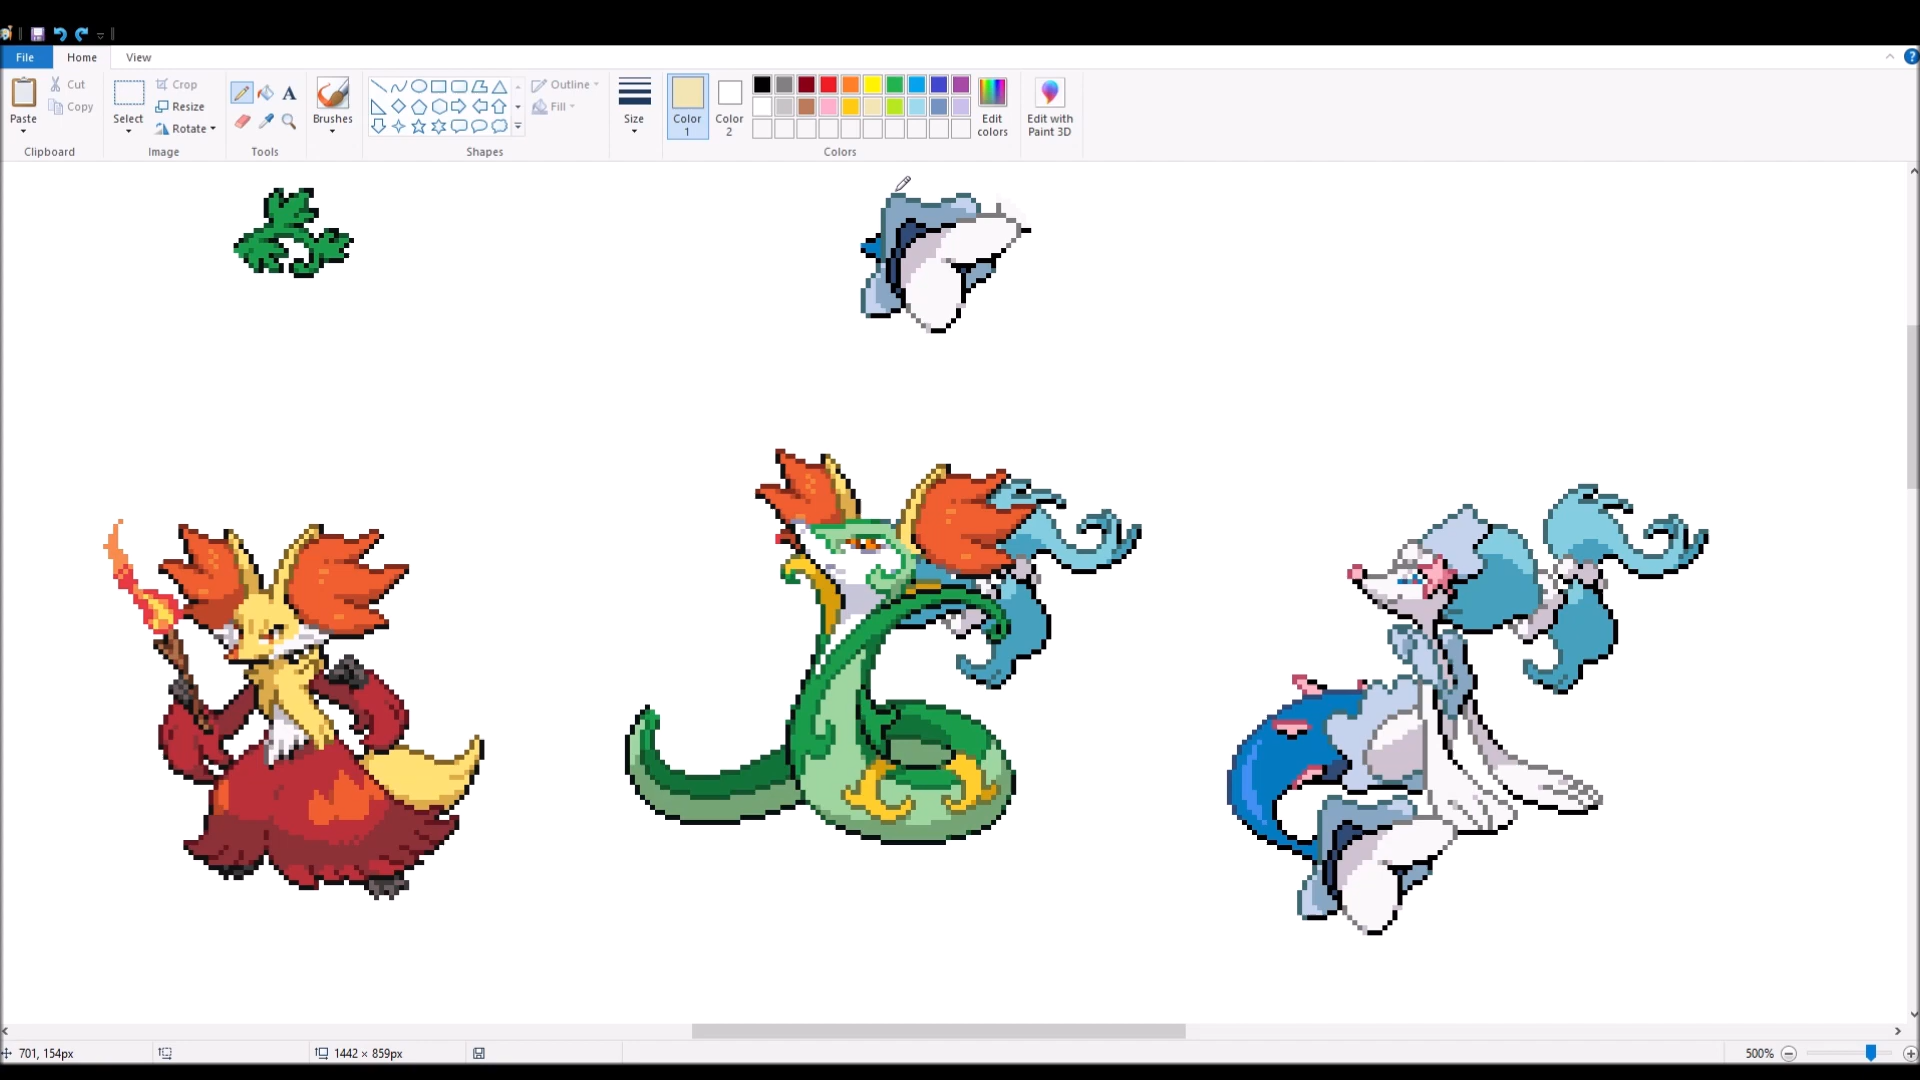 File Home View
Cut Crop Outline
Copy Resize Fill
Paste Select Rotate Brushes Size Color 1 Color 2 Edit colors Edit with Paint 3D
Clipboard Image Tools Shapes Colors
701, 154px 1442 × 859px 500%